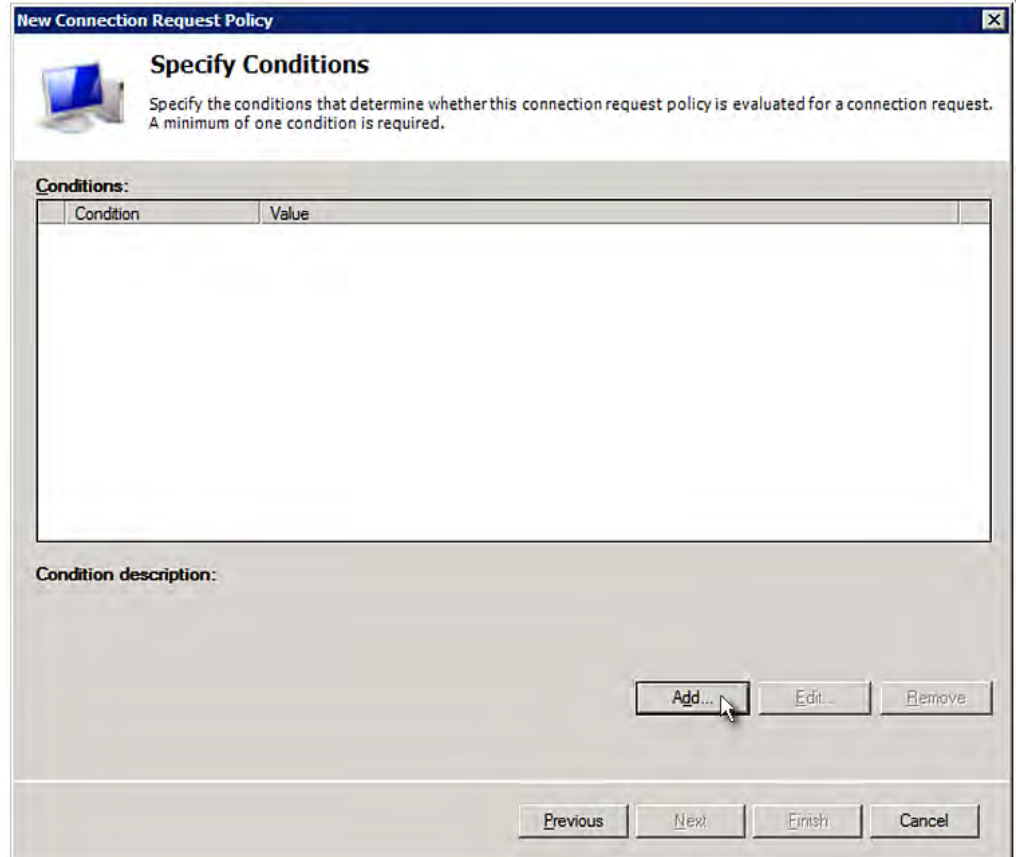 New Connection Request Policy
Specify Conditions
Specify the conditions that determine whether this connection request policy is evaluated for a connection request.
A minimum of one condition is required.
Conditions:
Condition Value
Condition description:
Add... Edit... Remove
Previous Next Finish Cancel